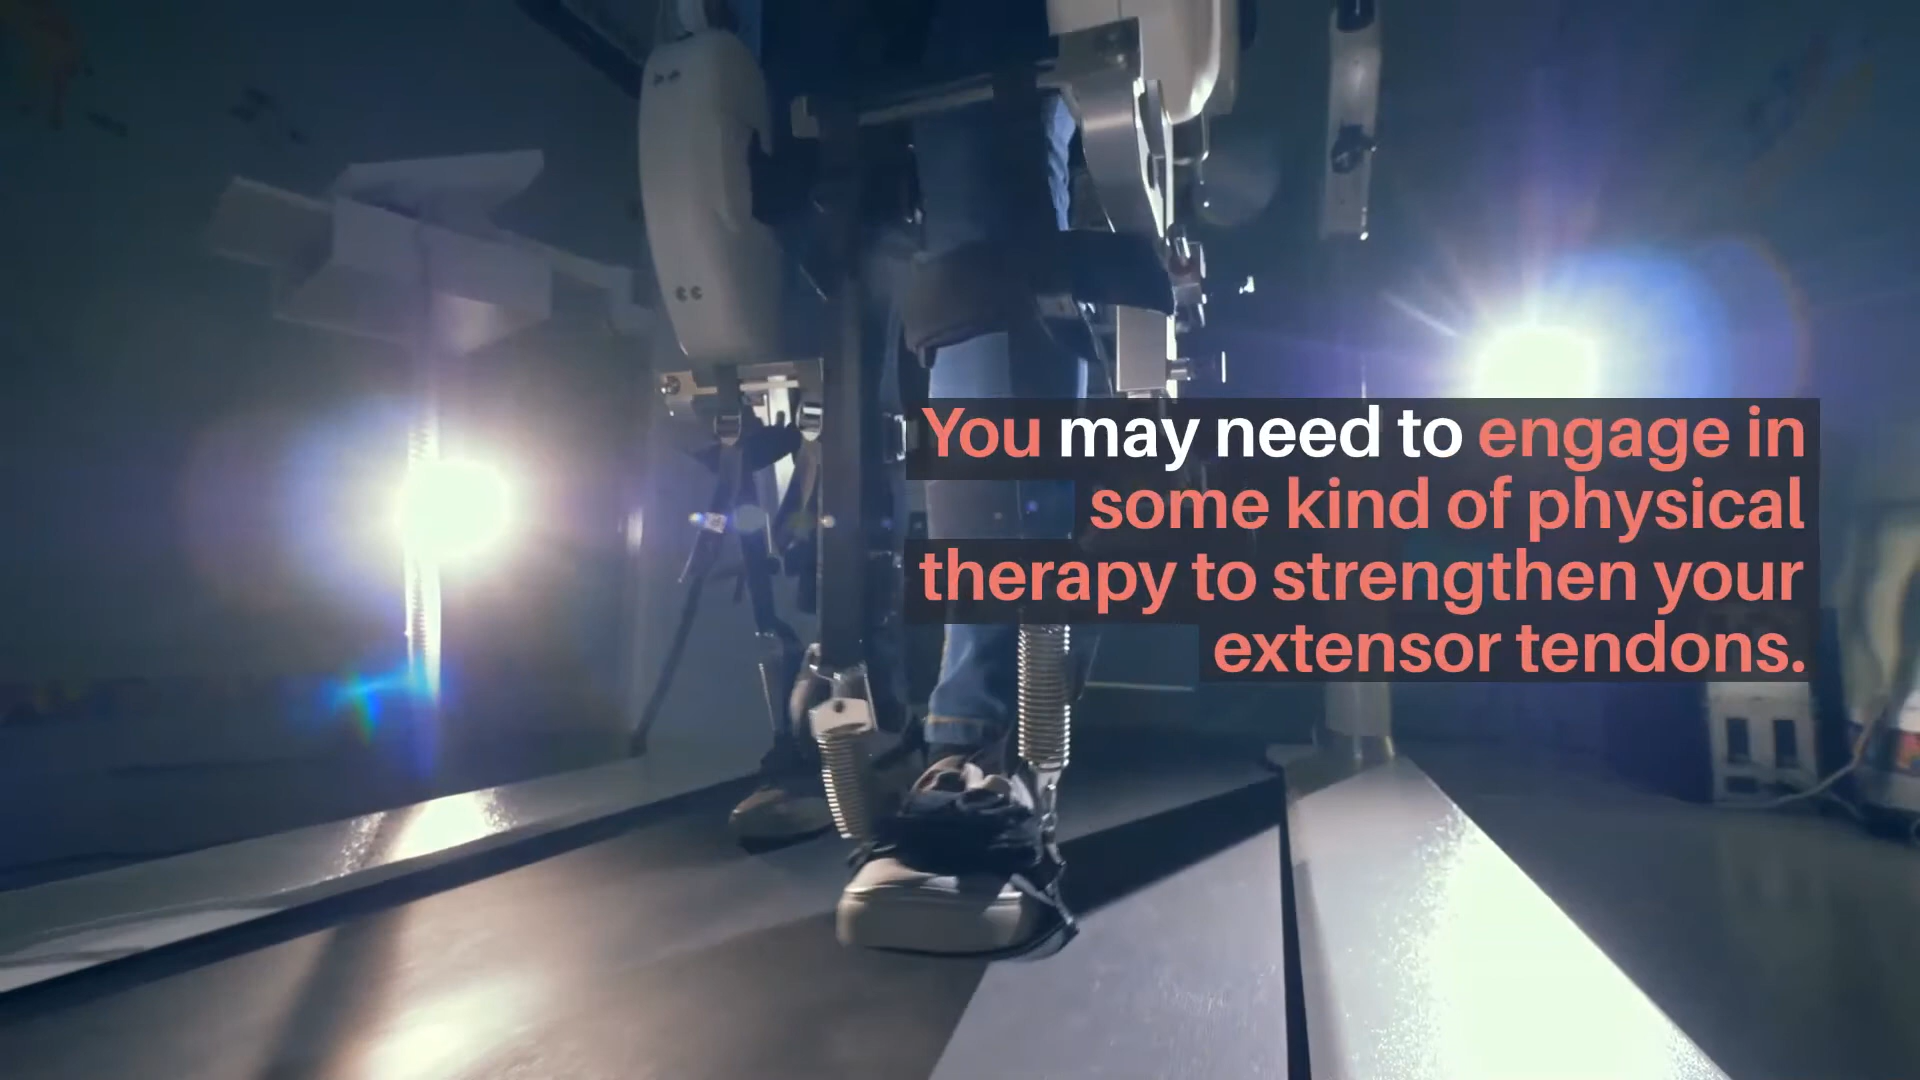 You may need to engage in
some kind of physical
therapy to strengthen your
extensor tendons.